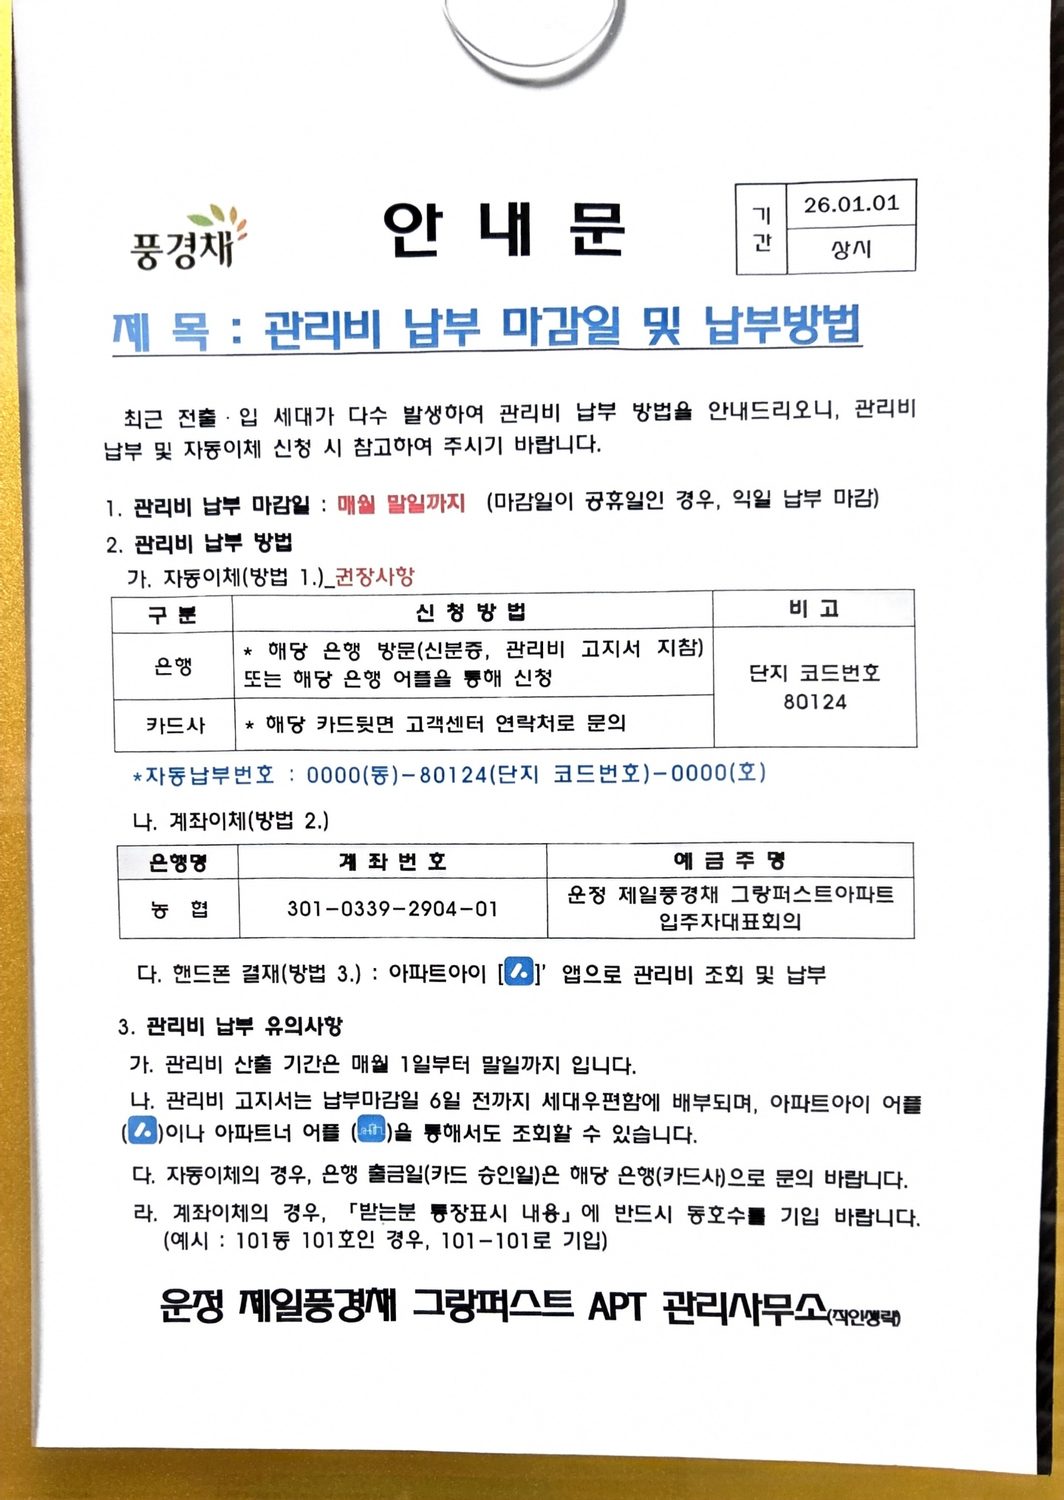 풍경채
안 내 문
기간
26.01.01
상시
제 목 : 관리비 납부 마감일 및 납부방법
최근 전출 · 입 세대가 다수 발생하여 관리비 납부 방법을 안내드리오니, 관리비
납부 및 자동이체 신청 시 참고하여 주시기 바랍니다.
1. 관리비 납부 마감일 : 매월 말일까지 (마감일이 공휴일인 경우, 익일 납부 마감)
2. 관리비 납부 방법
가. 자동이체(방법 1.)_권장사항
구 분 신 청 방 법 비 고
은행
* 해당 은행 방문(신분증, 관리비 고지서 지참)
또는 해당 은행 어플을 통해 신청
단지 코드번호
80124
카드사 * 해당 카드뒷면 고객센터 연락처로 문의
*자동납부번호 : 0000(동)-80124(단지 코드번호)-0000(호)
나. 계좌이체(방법 2.)
은행명 계 좌 번 호 예 금 주 명
농 협 301-0339-2904-01
운정 제일풍경채 그랑퍼스트아파트
입주자대표회의
다. 핸드폰 결재(방법 3.) : 아파트아이 []' 앱으로 관리비 조회 및 납부
3. 관리비 납부 유의사항
가. 관리비 산출 기간은 매월 1일부터 말일까지 입니다.
나. 관리비 고지서는 납부마감일 6일 전까지 세대우편함에 배부되며, 아파트아이 어플
()이나 아파트너 어플 ()을 통해서도 조회할 수 있습니다.
다. 자동이체의 경우, 은행 출금일(카드 승인일)은 해당 은행(카드사)으로 문의 바랍니다.
라. 계좌이체의 경우, 「받는분 통장표시 내용」에 반드시 동호수를 기입 바랍니다.
(예시 : 101동 101호인 경우, 101-101로 기입)
운정 제일풍경채 그랑퍼스트 APT 관리사무소(직인생략)